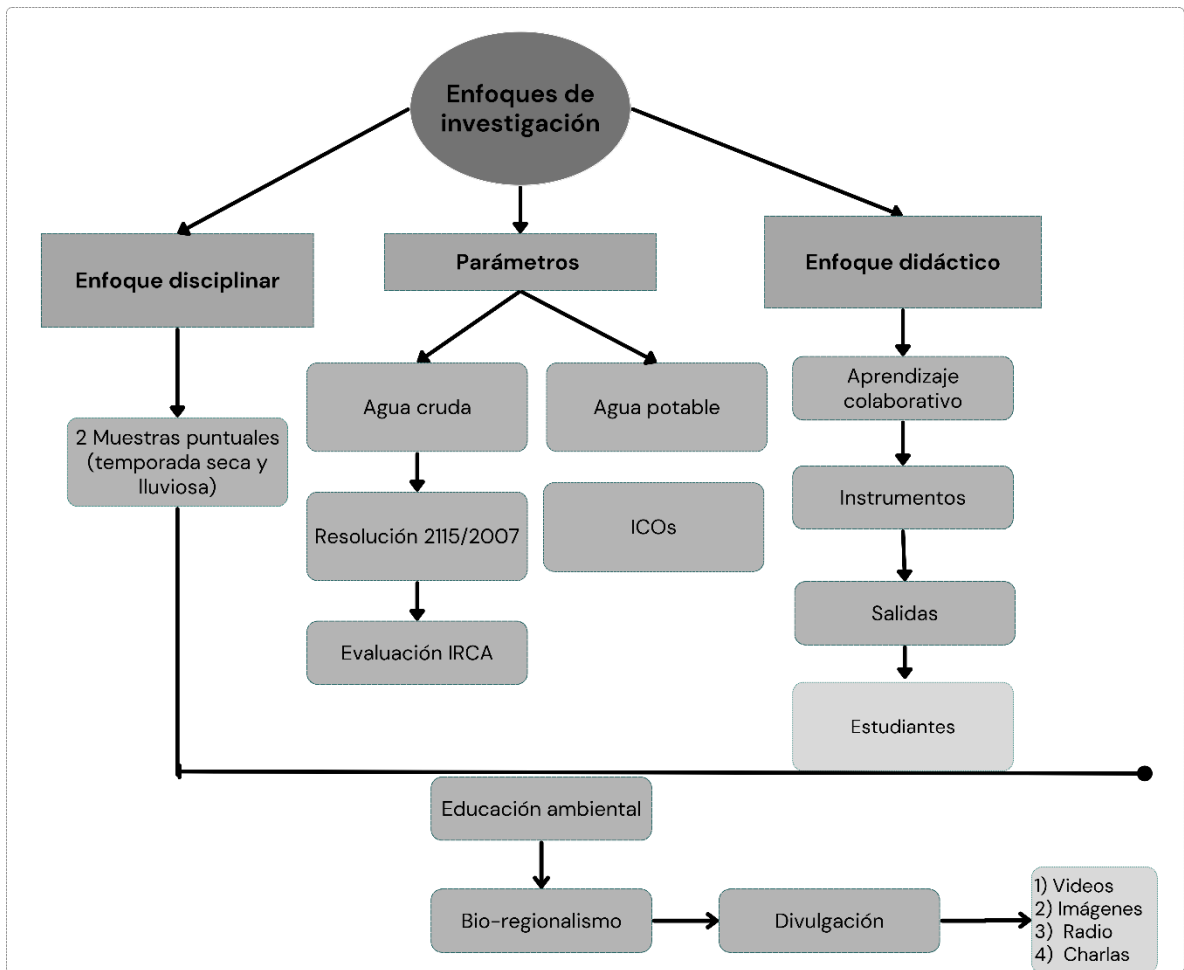 Enfoques de
investigación
Enfoque disciplinar
Parámetros
Enfoque didáctico
2 Muestras puntuales
(temporada seca y
lluviosa)
Agua cruda
Agua potable
Aprendizaje
colaborativo
Resolución 2115/2007
ICOs
Instrumentos
Evaluación IRCA
Salidas
Estudiantes
Educación ambiental
Bio-regionalismo
Divulgación
1) Videos
2) Imágenes
3) Radio
4) Charlas